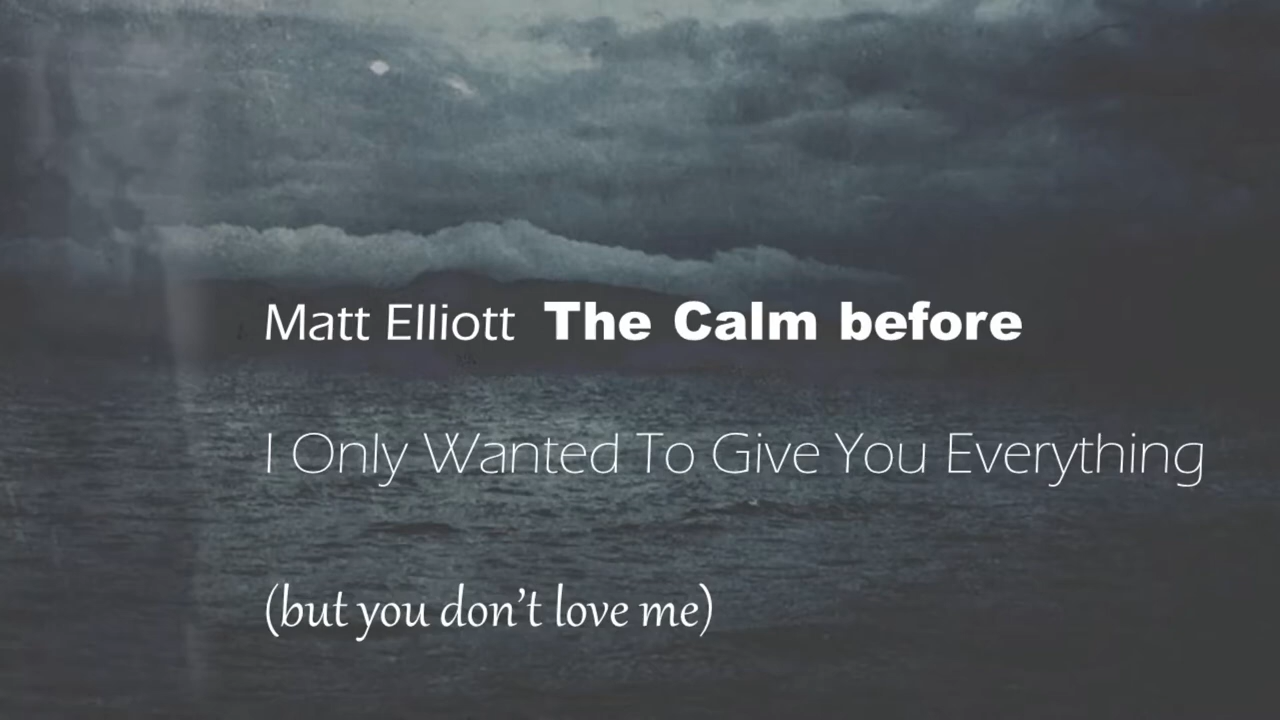 Matt Elliott The Calm before
I Only Wanted To Give You Everything
(but you don't love me)